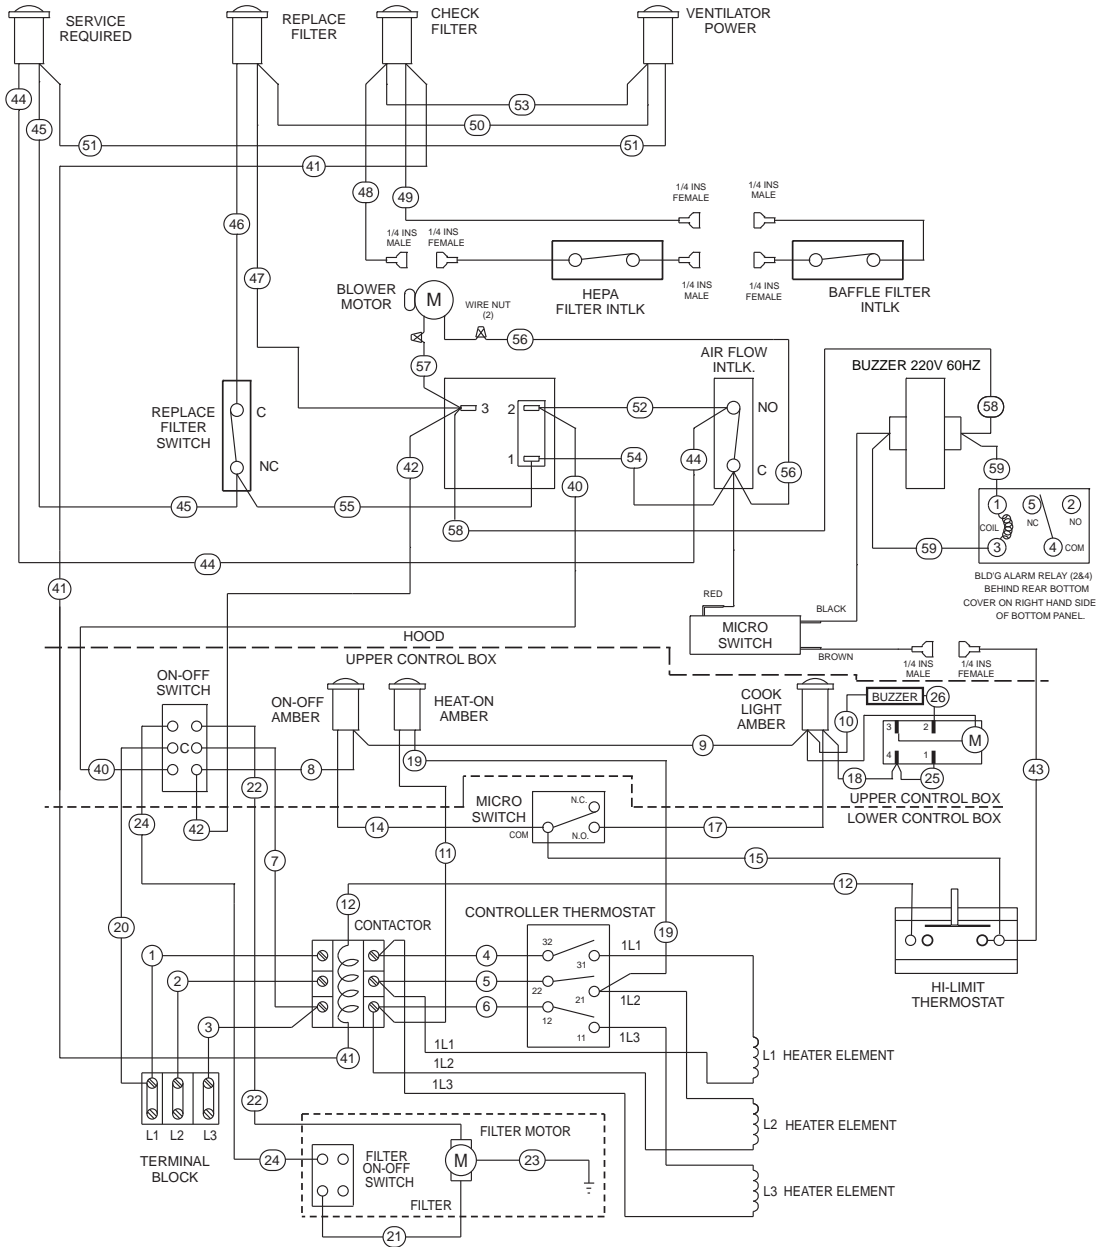 SERVICE
REQUIRED
REPLACE
FILTER
CHECK
FILTER
VENTILATOR
POWER
44
45
53
50
51
51
41
48
49
1/4 INS
FEMALE
1/4 INS
MALE
46
1/4 INS
MALE
1/4 INS
FEMALE
47
BLOWER
MOTOR
M
WIRE NUT
(2)
HEPA
FILTER INTLK
1/4 INS
MALE
1/4 INS
FEMALE
BAFFLE FILTER
INTLK
56
57
AIR FLOW
INTLK.
BUZZER 220V 60HZ
REPLACE
FILTER
SWITCH
C
NC
3
2
1
52
NO
58
42
54
44
C
56
59
40
45
55
58
1
5
2
COIL
NC
NO
3
4
COM
59
44
41
BLD'G ALARM RELAY (2&4)
BEHIND REAR BOTTOM
COVER ON RIGHT HAND SIDE
OF BOTTOM PANEL.
RED
BLACK
MICRO
SWITCH
BROWN
HOOD
UPPER CONTROL BOX
1/4 INS
MALE
1/4 INS
FEMALE
ON-OFF
SWITCH
ON-OFF
AMBER
HEAT-ON
AMBER
COOK
LIGHT
AMBER
BUZZER
26
10
3
2
M
C
9
4
1
40
8
19
18
25
43
22
UPPER CONTROL BOX
LOWER CONTROL BOX
24
42
MICRO
SWITCH
N.C.
COM
N.O.
14
17
7
11
15
12
12
20
CONTACTOR
CONTROLLER THERMOSTAT
19
1
4
32
31
1L1
2
5
22
21
1L2
HI-LIMIT
THERMOSTAT
3
6
12
11
1L3
41
1L1
1L2
1L3
L1 HEATER ELEMENT
22
L1
L2
L3
TERMINAL
BLOCK
FILTER MOTOR
L2 HEATER ELEMENT
24
FILTER
ON-OFF
SWITCH
M
23
FILTER
L3 HEATER ELEMENT
21